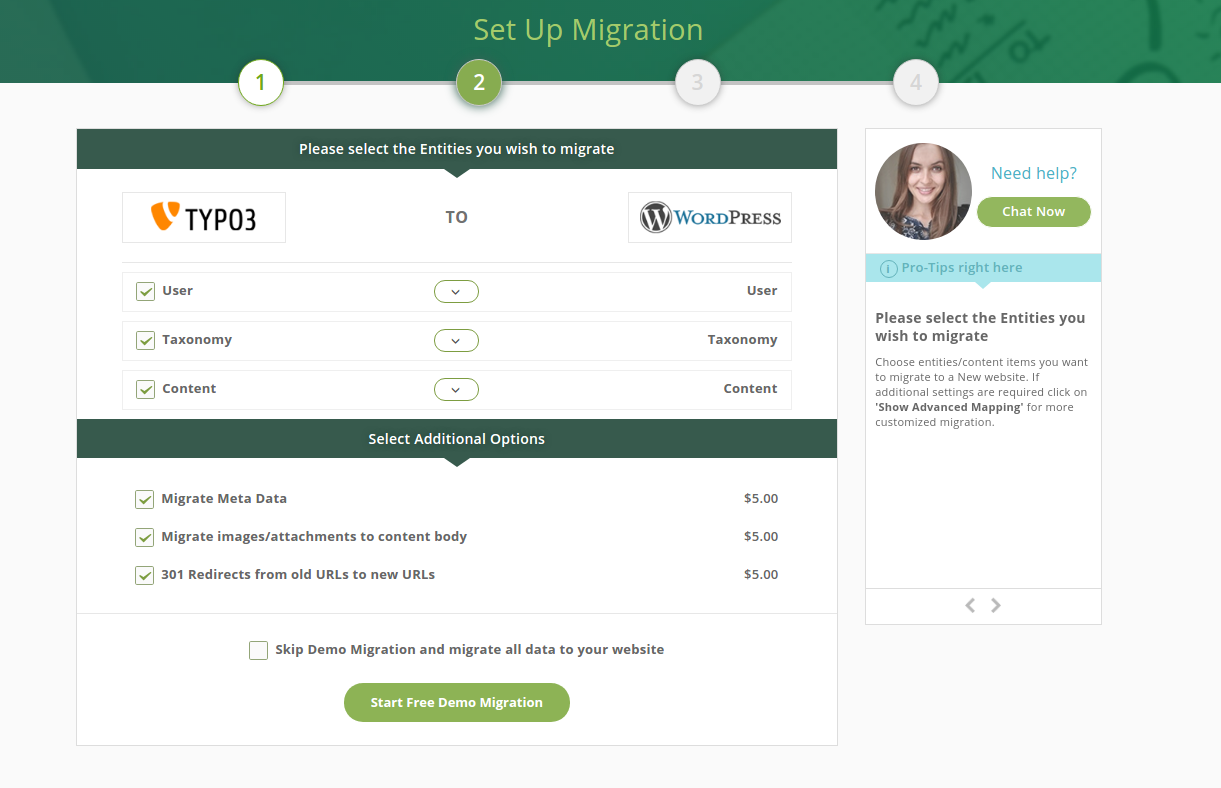 Set Up Migration
1
2
3
4
Please select the Entities you wish to migrate
TYPO3
TO
WORDPRESS
User
User
Taxonomy
Taxonomy
Content
Content
Select Additional Options
Migrate Meta Data
$5.00
Migrate images/attachments to content body
$5.00
301 Redirects from old URLs to new URLs
$5.00
Skip Demo Migration and migrate all data to your website
Start Free Demo Migration
Need help?
Chat Now
i Pro-Tips right here
Please select the Entities you
wish to migrate
Choose entities/content items you want
to migrate to a New website. If
additional settings are required click on
'Show Advanced Mapping' for more
customized migration.